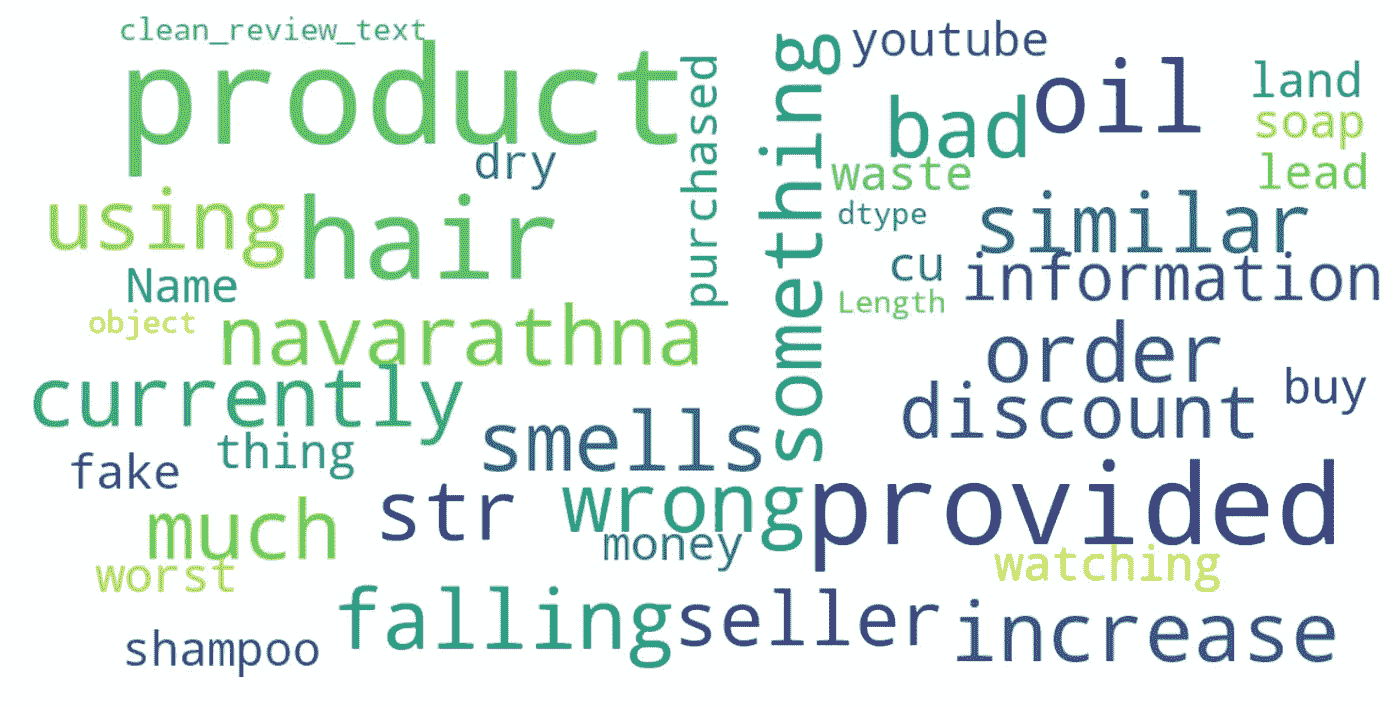 clean_review_text
product
dry
purchased
something
youtube
oil
bad
land
soap
lead
waste
dtype
using
hair
similar
cu
information
Name
Length
object
navarathna
order
currently
buy
discount
thing
smells
fake
str
wrong
provided
much
money
watching
worst
falling
seller
increase
shampoo